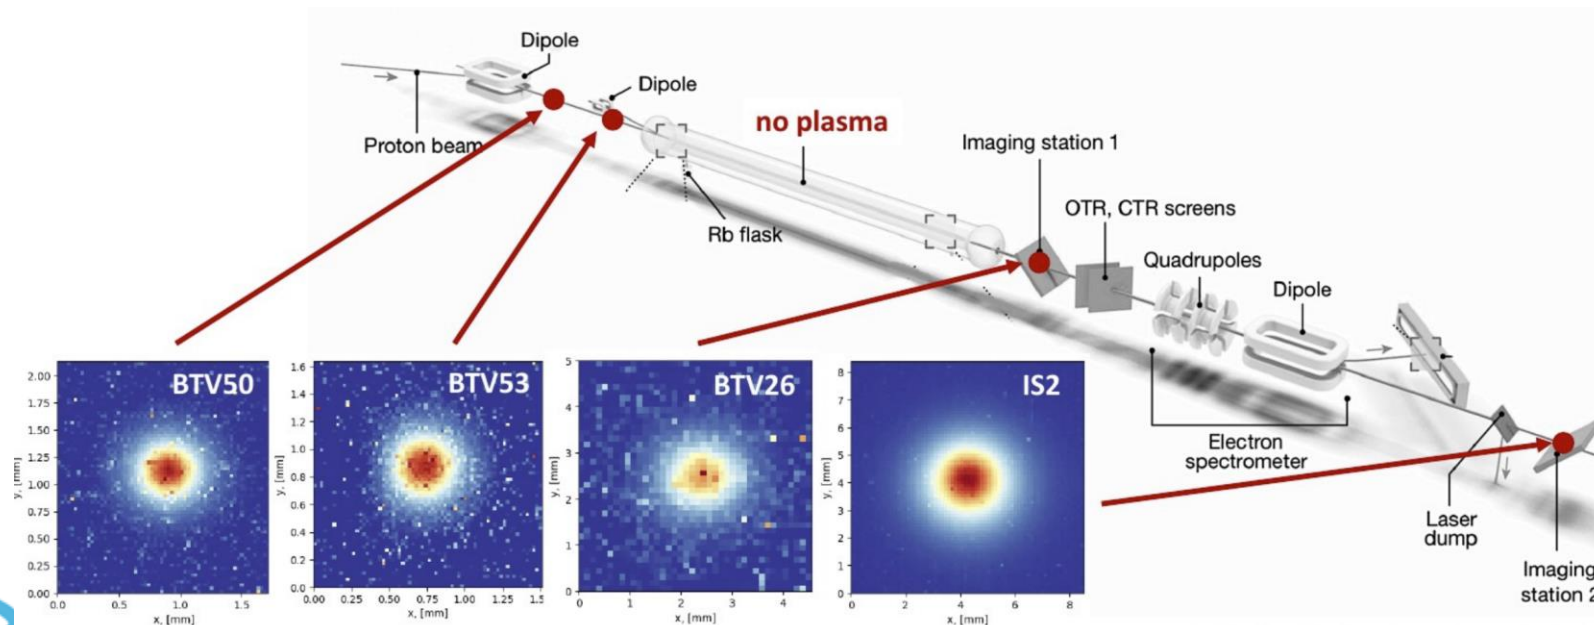 Dipole
Dipole
Proton beam
no plasma
Imaging station 1
Rb flask
OTR, CTR screens
Quadrupoles
Dipole
Electron
spectrometer
Laser
dump
Imaging
station 2
BTV50
2.00
1.75
1.50
1.25
1.00
0.75
0.50
0.25
0.00
y, [mm]
0.0 0.5 1.0 1.5
x, [mm]
BTV53
1.6
1.4
1.2
1.0
0.8
0.6
0.4
0.2
0.0
y, [mm]
0.00 0.25 0.50 0.75 1.00 1.25 1.5
x, [mm]
BTV26
5
4
3
2
1
0
y, [mm]
0 1 2 3 4
x, [mm]
IS2
8
7
6
5
4
3
2
1
0
y, [mm]
0 2 4 6 8
x, [mm]